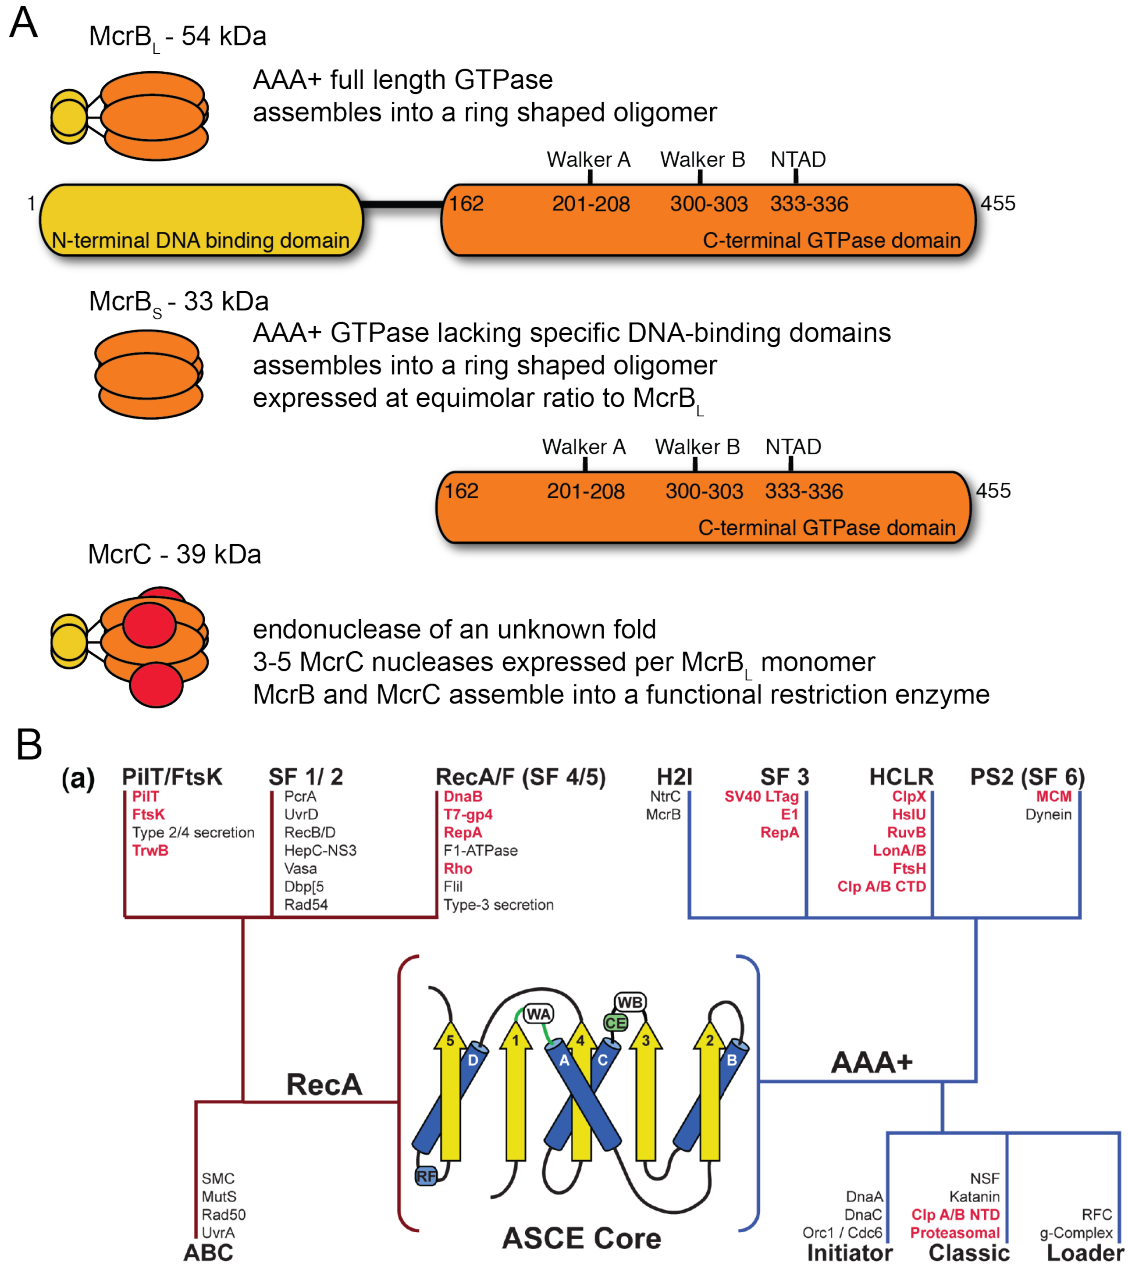 A
McrBL - 54 kDa
AAA+ full length GTPase
assembles into a ring shaped oligomer
Walker A Walker B NTAD
1 162 201-208 300-303 333-336 455
N-terminal DNA binding domain C-terminal GTPase domain
McrBS - 33 kDa
AAA+ GTPase lacking specific DNA-binding domains
assembles into a ring shaped oligomer
expressed at equimolar ratio to McrBL
Walker A Walker B NTAD
162 201-208 300-303 333-336 455
C-terminal GTPase domain
McrC - 39 kDa
endonuclease of an unknown fold
3-5 McrC nucleases expressed per McrBL monomer
McrB and McrC assemble into a functional restriction enzyme
B
(a)
PilT/FtsK
PilT
FtsK
Type 2/4 secretion
TrwB
SF 1/ 2
PcrA
UvrD
RecB/D
HepC-NS3
Vasa
Dbp[5
Rad54
RecA/F (SF 4/5)
DnaB
T7-gp4
RepA
F1-ATPase
Rho
FliI
Type-3 secretion
H2I
NtrC
McrB
SF 3
SV40 LTag
E1
RepA
HCLR
ClpX
HslU
RuvB
LonA/B
FtsH
Clp A/B CTD
PS2 (SF 6)
MCM
Dynein
WA WB
CE
5 D 1 A 4 C 3 2 B
RF
RecA
AAA+
ASCE Core
SMC
MutS
Rad50
UvrA
ABC
DnaA
DnaC
Orc1 / Cdc6
Initiator
NSF
Katanin
Clp A/B NTD
Proteasomal
Classic
RFC
g-Complex
Loader